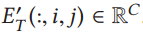 E′_T(:, i, j) ∈ ℝ^C